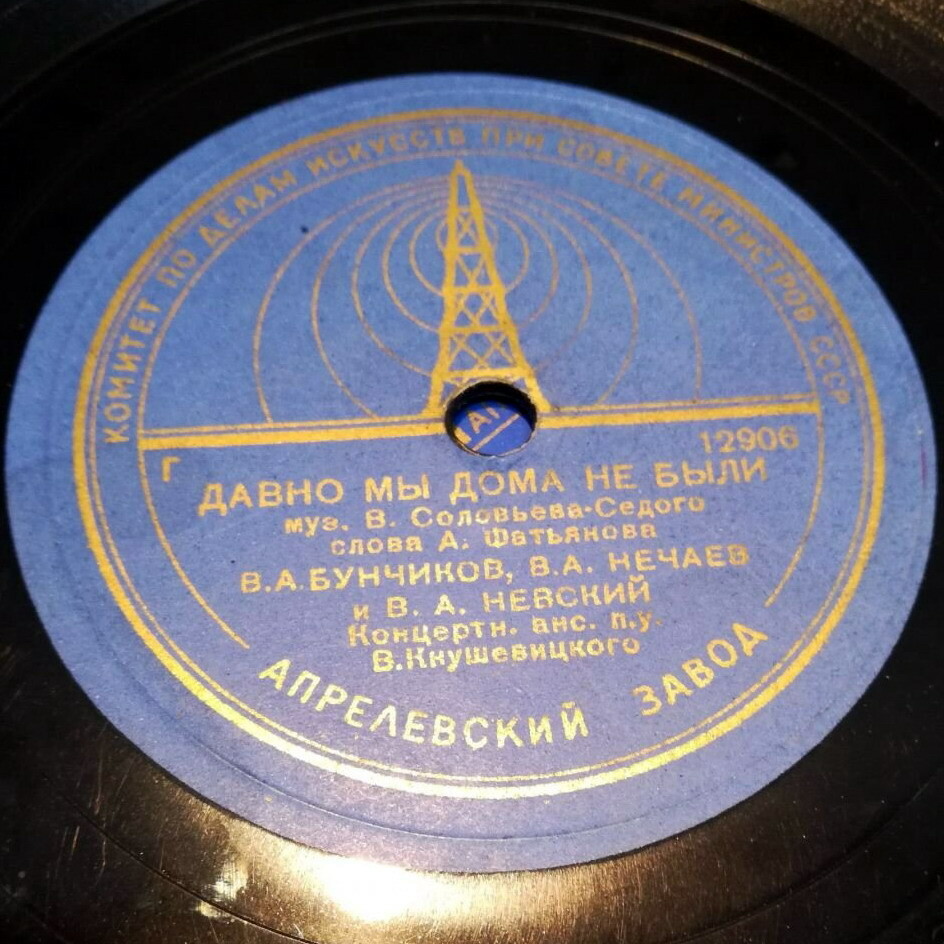 КОМИТЕТ ПО ДЕЛАМ ИСКУССТВ ПРИ СОВЕТЕ МИНИСТРОВ СССР
Г
12906
ДАВНО МЫ ДОМА НЕ БЫЛИ
муз. В. Соловьева-Седого
слова А. Фатьянова
В.А.БУНЧИКОВ, В.А. НЕЧАЕВ
и В. А. НЕВСКИЙ
Концертн. анс. п.у.
В.Кнушевицкого
АПРЕЛЕВСКИЙ ЗАВОД